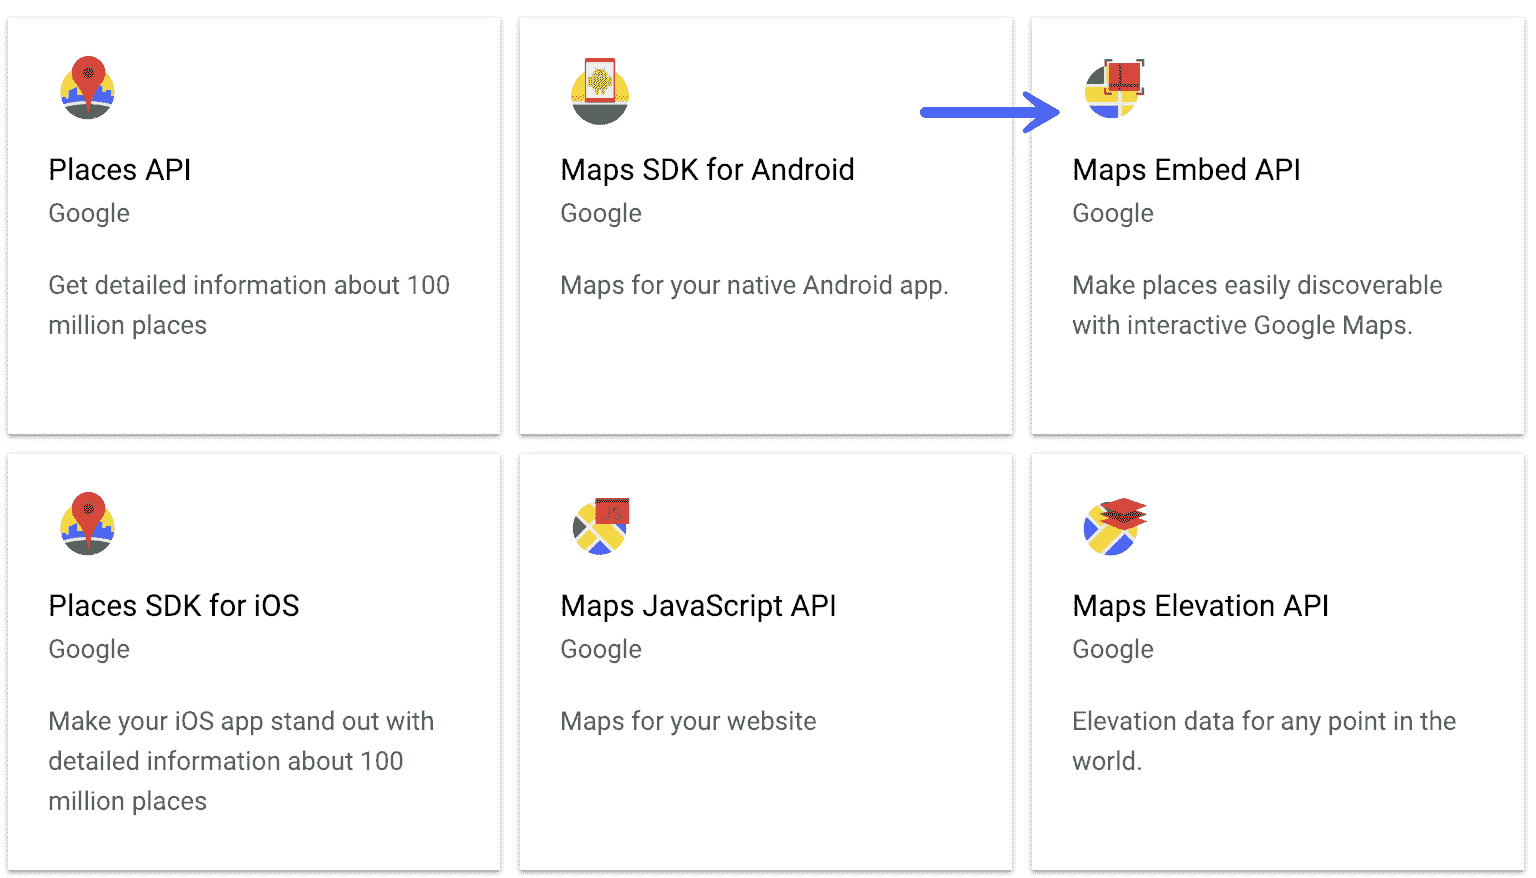 Places API
Google
Get detailed information about 100
million places
Maps SDK for Android
Google
Maps for your native Android app.
Maps Embed API
Google
Make places easily discoverable
with interactive Google Maps.
Places SDK for iOS
Google
Make your iOS app stand out with
detailed information about 100
million places
JS
Maps JavaScript API
Google
Maps for your website
Maps Elevation API
Google
Elevation data for any point in the
world.